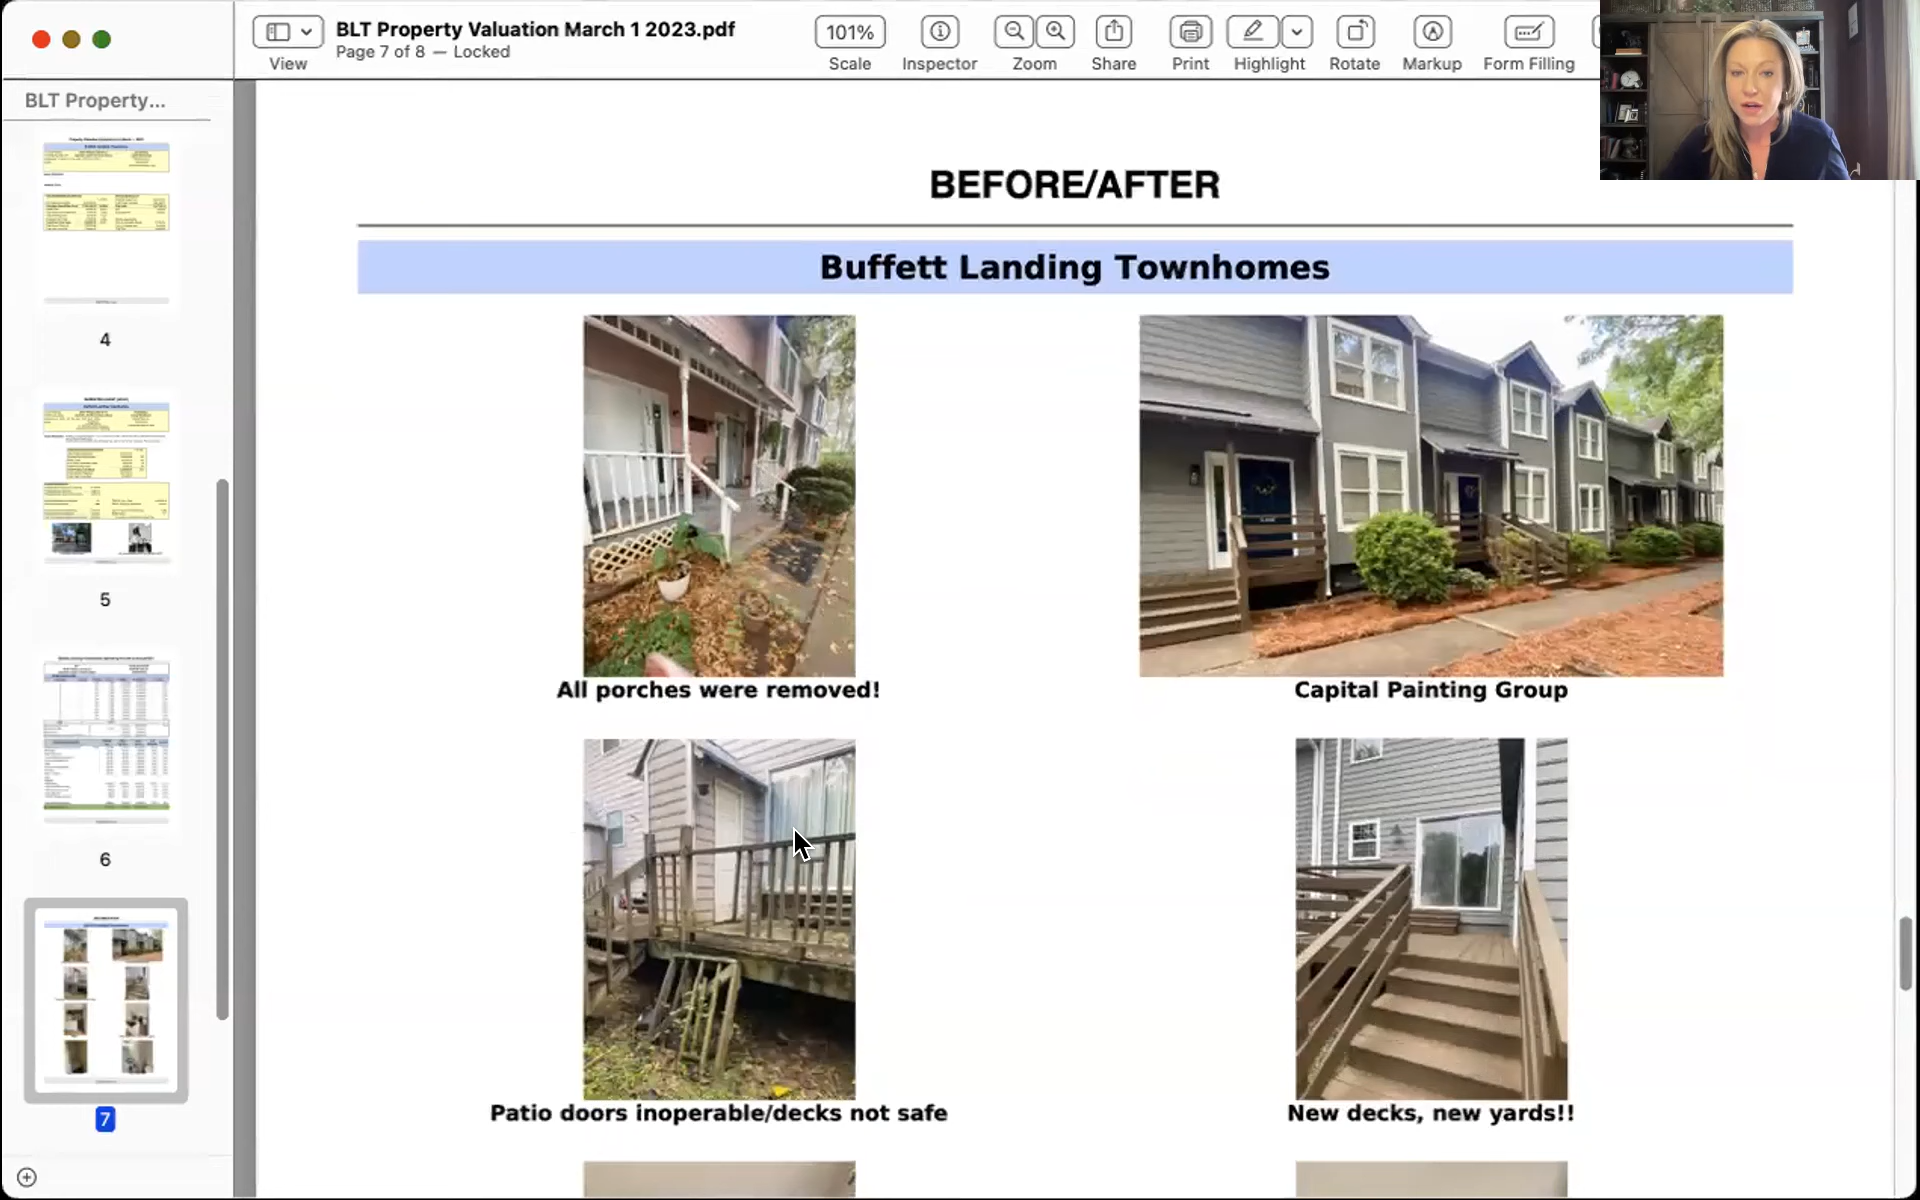 BLT Property Valuation March 1 2023.pdf
Page 7 of 8 — Locked
View
101%
Scale
Inspector
Zoom
Share
Print
Highlight
Rotate
Markup
Form Filling
BLT Property...
4
5
6
7
BEFORE/AFTER
Buffett Landing Townhomes
All porches were removed!
Capital Painting Group
Patio doors inoperable/decks not safe
New decks, new yards!!